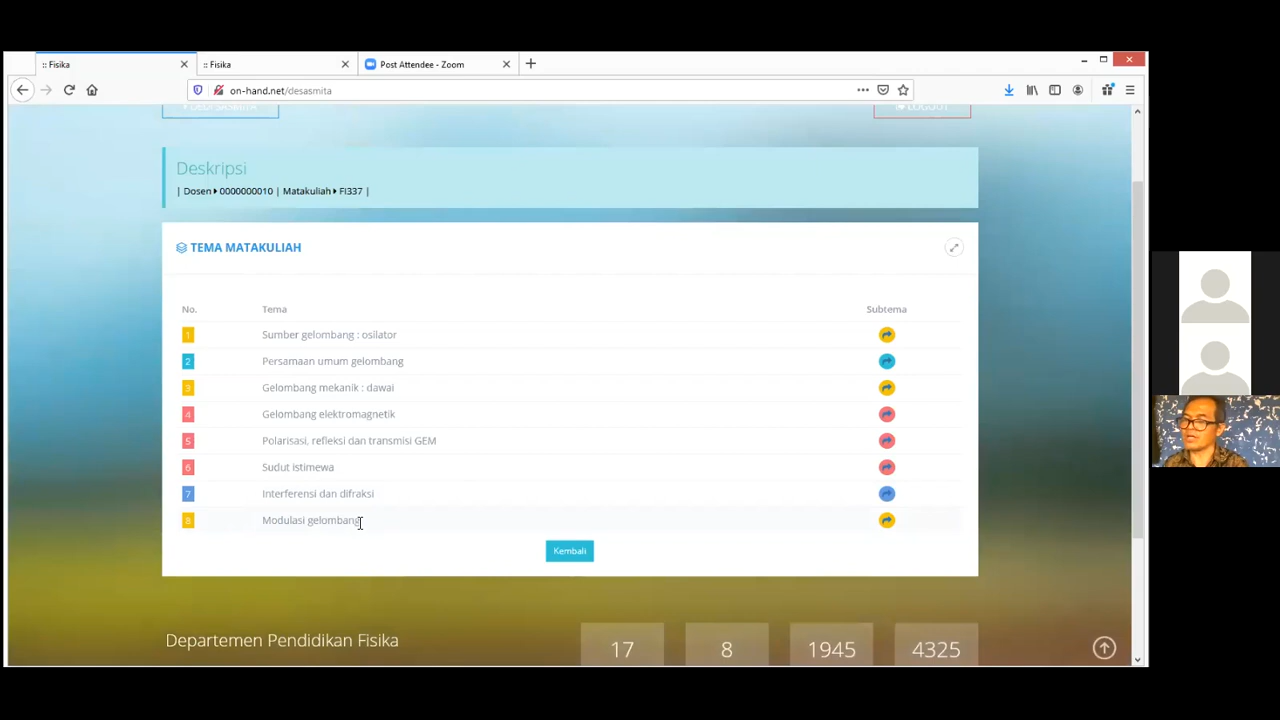 :: Fisika
:: Fisika
Post Attendee - Zoom
on-hand.net/desasmita
LOGOUT
Deskripsi
| Dosen 0000000010 | Matakuliah FI337 |
TEMA MATAKULIAH
No. Tema Subtema
1 Sumber gelombang : osilator
2 Persamaan umum gelombang
3 Gelombang mekanik : dawai
4 Gelombang elektromagnetik
5 Polarisasi, refleksi dan transmisi GEM
6 Sudut istimewa
7 Interferensi dan difraksi
8 Modulasi gelombang
Kembali
Departemen Pendidikan Fisika
17 8 1945 4325